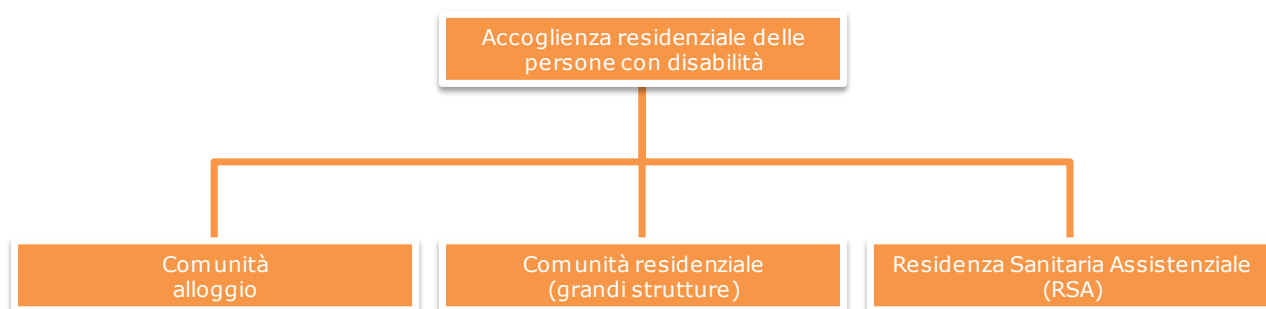 Accoglienza residenziale delle
persone con disabilità
Comunità
alloggio
Comunità residenziale
(grandi strutture)
Residenza Sanitaria Assistenziale
(RSA)